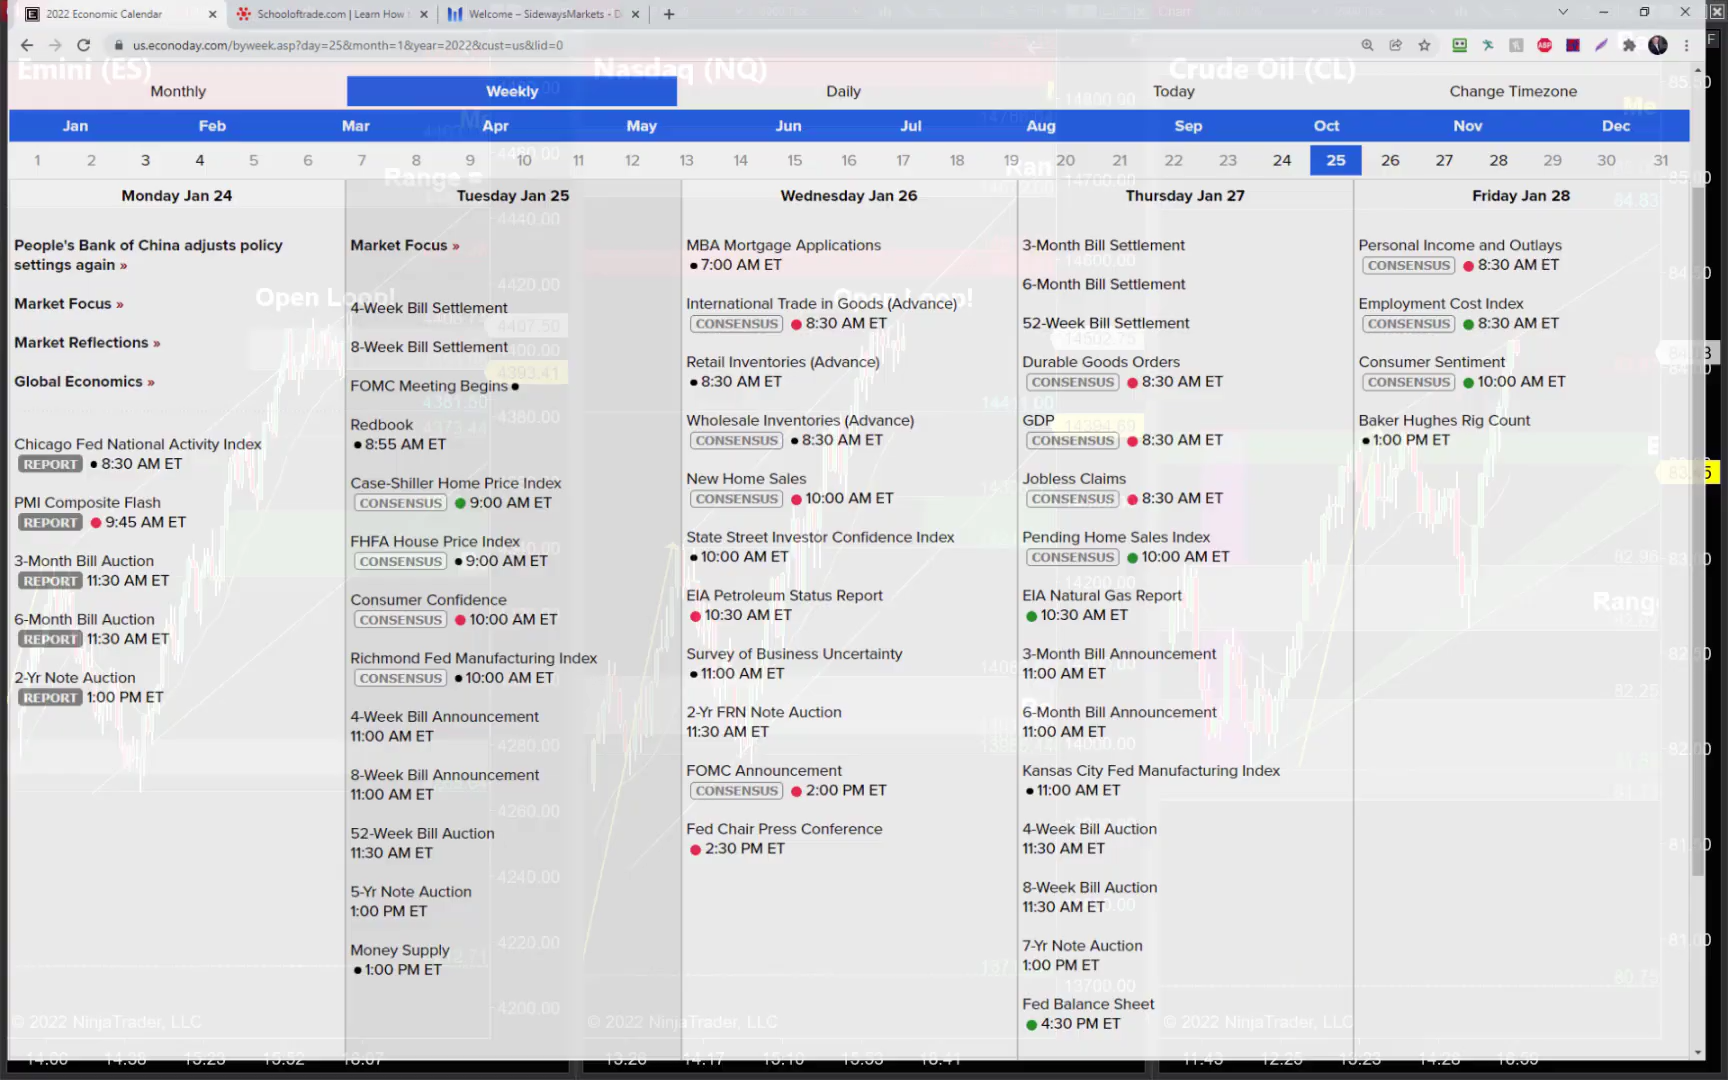 2022 Economic Calendar
Schooloftrade.com | Learn How
Welcome – SidewaysMarkets - D
us.econoday.com/byweek.asp?day=25&month=1&year=2022&cust=us&lid=0
Emini (ES)
Nasdaq (NQ)
Crude Oil (CL)
Monthly
Weekly
Daily
Today
Change Timezone
Jan Feb Mar Apr May Jun Jul Aug Sep Oct Nov Dec
1 2 3 4 5 6 7 8 9 10 11 12 13 14 15 16 17 18 19 20 21 22 23 24 25 26 27 28 29 30 31
Monday Jan 24
People's Bank of China adjusts policy
settings again »
Market Focus »
Market Reflections »
Global Economics »
Chicago Fed National Activity Index
REPORT • 8:30 AM ET
PMI Composite Flash
REPORT • 9:45 AM ET
3-Month Bill Auction
REPORT 11:30 AM ET
6-Month Bill Auction
REPORT 11:30 AM ET
2-Yr Note Auction
REPORT 1:00 PM ET
Tuesday Jan 25
Market Focus »
4-Week Bill Settlement
8-Week Bill Settlement
FOMC Meeting Begins •
Redbook
• 8:55 AM ET
Case-Shiller Home Price Index
CONSENSUS • 9:00 AM ET
FHFA House Price Index
CONSENSUS • 9:00 AM ET
Consumer Confidence
CONSENSUS • 10:00 AM ET
Richmond Fed Manufacturing Index
CONSENSUS • 10:00 AM ET
4-Week Bill Announcement
11:00 AM ET
8-Week Bill Announcement
11:00 AM ET
52-Week Bill Auction
11:30 AM ET
5-Yr Note Auction
1:00 PM ET
Money Supply
• 1:00 PM ET
Wednesday Jan 26
MBA Mortgage Applications
• 7:00 AM ET
International Trade in Goods (Advance)
CONSENSUS • 8:30 AM ET
Retail Inventories (Advance)
• 8:30 AM ET
Wholesale Inventories (Advance)
CONSENSUS • 8:30 AM ET
New Home Sales
CONSENSUS • 10:00 AM ET
State Street Investor Confidence Index
• 10:00 AM ET
EIA Petroleum Status Report
• 10:30 AM ET
Survey of Business Uncertainty
• 11:00 AM ET
2-Yr FRN Note Auction
11:30 AM ET
FOMC Announcement
CONSENSUS • 2:00 PM ET
Fed Chair Press Conference
• 2:30 PM ET
Thursday Jan 27
3-Month Bill Settlement
6-Month Bill Settlement
52-Week Bill Settlement
Durable Goods Orders
CONSENSUS • 8:30 AM ET
GDP
CONSENSUS • 8:30 AM ET
Jobless Claims
CONSENSUS • 8:30 AM ET
Pending Home Sales Index
CONSENSUS • 10:00 AM ET
EIA Natural Gas Report
• 10:30 AM ET
3-Month Bill Announcement
11:00 AM ET
6-Month Bill Announcement
11:00 AM ET
Kansas City Fed Manufacturing Index
• 11:00 AM ET
4-Week Bill Auction
11:30 AM ET
8-Week Bill Auction
11:30 AM ET
7-Yr Note Auction
1:00 PM ET
Fed Balance Sheet
• 4:30 PM ET
Friday Jan 28
Personal Income and Outlays
CONSENSUS • 8:30 AM ET
Employment Cost Index
CONSENSUS • 8:30 AM ET
Consumer Sentiment
CONSENSUS • 10:00 AM ET
Baker Hughes Rig Count
• 1:00 PM ET
Range =
Open Loop!
4440.00
4420.00
4407.50
4400.00
4393.41
4380.00
4280.00
4260.00
4240.00
4220.00
4200.00
© 2022 NinjaTrader, LLC
© 2022 NinjaTrader, LLC
© 2022 NinjaTrader, LLC